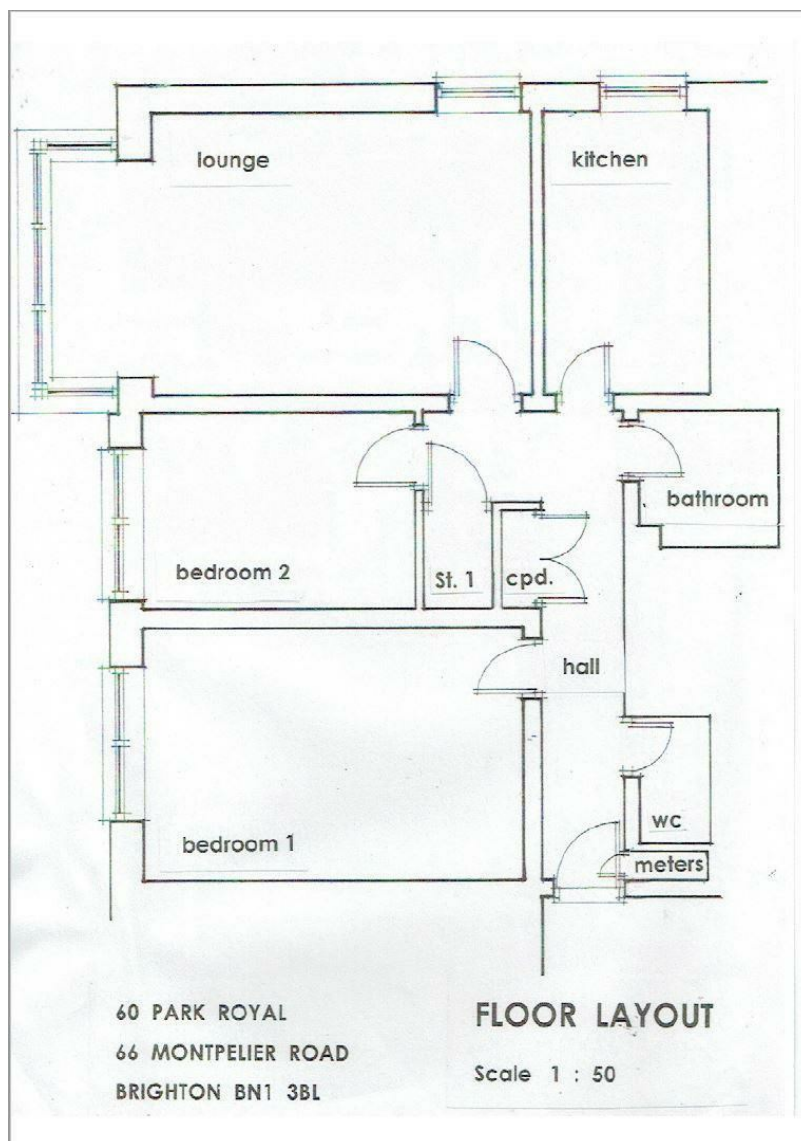 lounge
kitchen
bathroom
bedroom 2
St. 1
cpd.
hall
wc
bedroom 1
meters
60 PARK ROYAL
66 MONTPELIER ROAD
BRIGHTON BN1 3BL
FLOOR LAYOUT
Scale 1 : 50